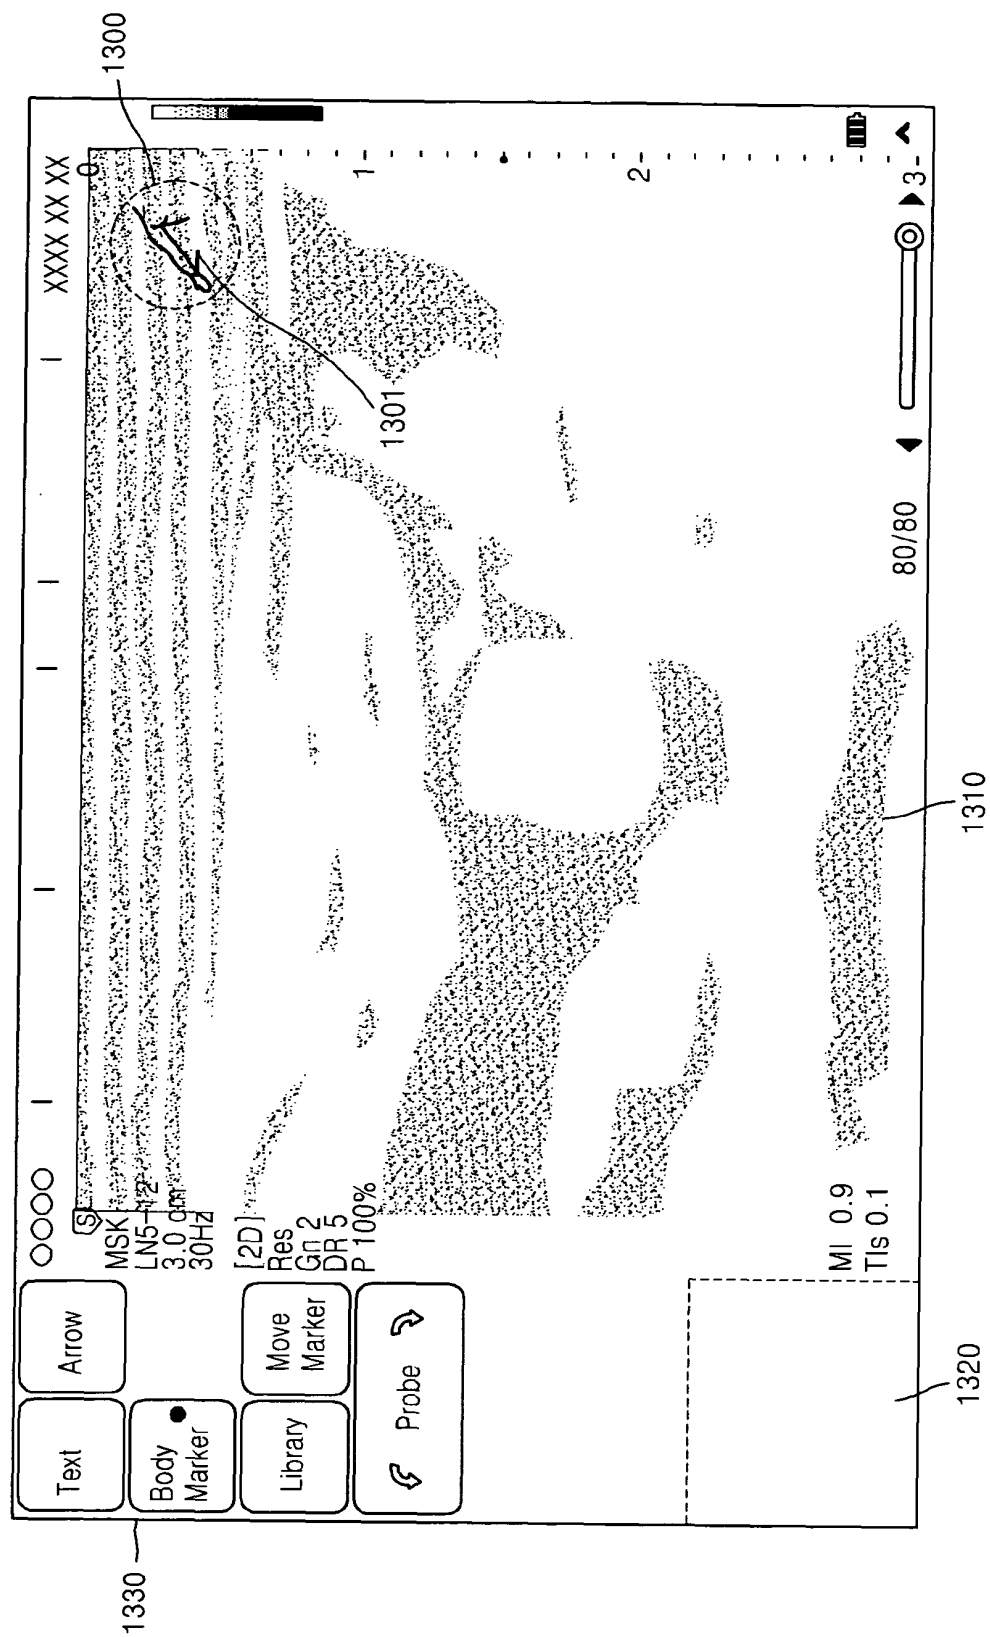 1330
Text
Arrow
Body
Marker
Library
Move
Marker
Probe
1320
S
MSK
LN5-12
3.0 cm
30Hz
[2D]
Res
Gn 2
DR 5
P 100%
MI 0.9
TIs 0.1
XXXX XX XX
0
1
2
3
80/80
1300
1301
1310